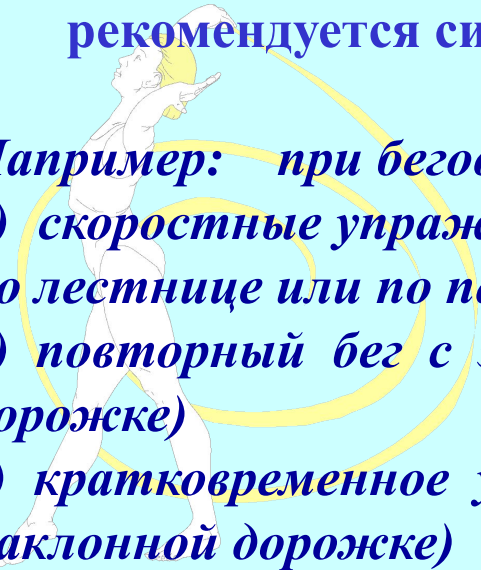 рекомендуется си
Например: при бегов
) скоростные упраж
о лестнице или по п
) повторный бег с
орожке)
) кратковременное у
аклонной дорожке)